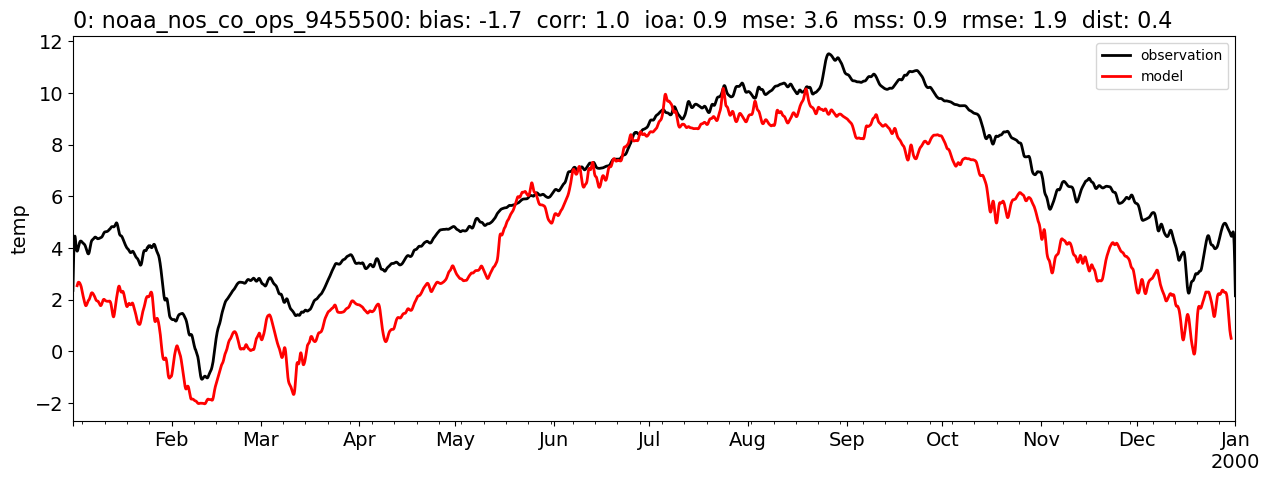 0: noaa_nos_co_ops_9455500: bias: -1.7  corr: 1.0  ioa: 0.9  mse: 3.6  mss: 0.9  rmse: 1.9  dist: 0.4
12
10
8
6
4
2
0
−2
temp
observation
model
Feb
Mar
Apr
May
Jun
Jul
Aug
Sep
Oct
Nov
Dec
Jan
2000